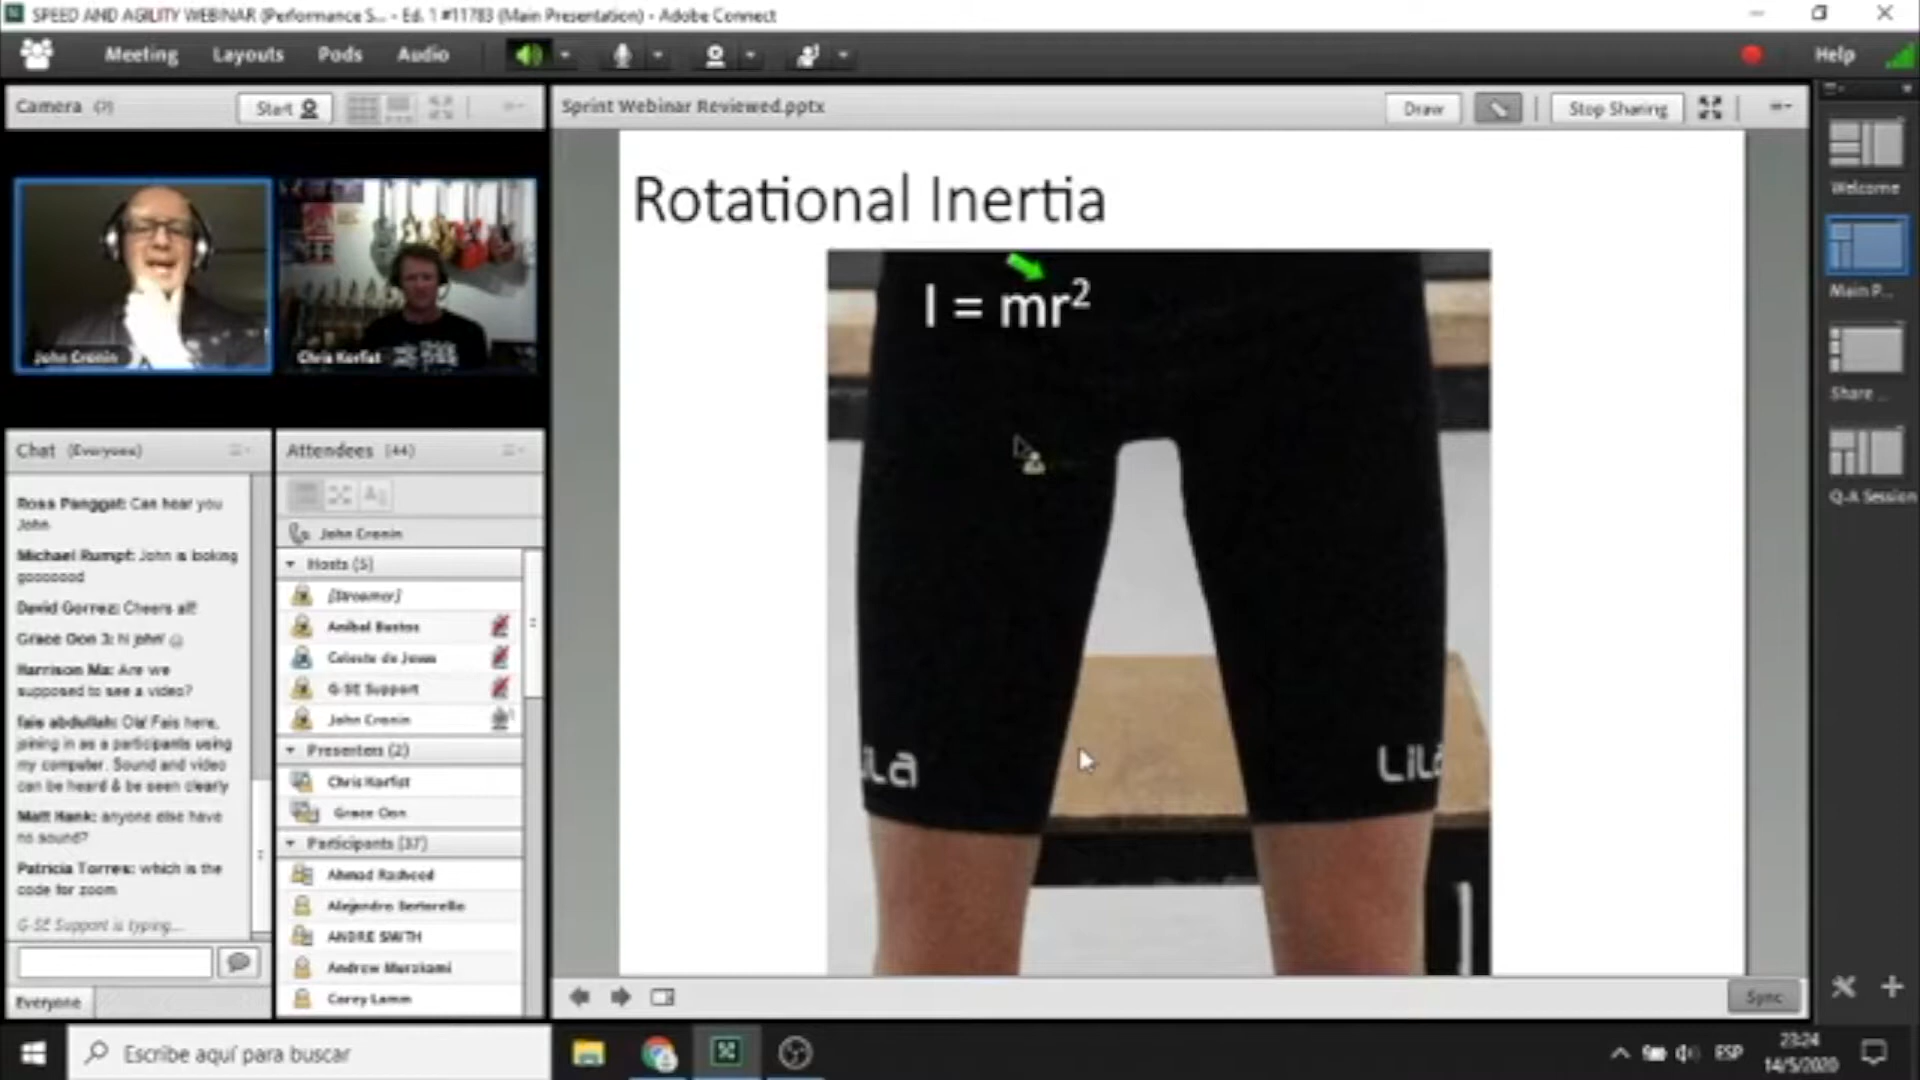 SPEED AND AGILITY WEBINAR (Performance S... - Ed. 1 #11783 (Main Presentation) - Adobe Connect
Meeting Layouts Pods Audio Help
Camera (2) Start
Sprint Webinar Reviewed.pptx Draw Stop Sharing
John Cronin
Chris Korfist
Chat (Everyone)
Ross Panggat: Can hear you
John
Michael Rumpf: John is looking
gooooood
David Gorrez: Cheers all!
Grace Oon 3: hi john!
Harrison Ma: Are we
supposed to see a video?
fais abdullah: Ola! Fais here,
joining in as a participants using
my computer. Sound and video
can be heard & be seen clearly
Matt Hank: anyone else have
no sound?
Patricia Torres: which is the
code for zoom
G-SE Support is typing...
Everyone
Attendees (44)
John Cronin
Hosts (5)
[Streamer]
Anibal Bustos
Celeste de Jesus
G-SE Support
John Cronin
Presenters (2)
Chris Korfist
Grace Oon
Participants (37)
Ahmad Rasheed
Alejandro Bertorello
ANDRE SMITH
Andrew Murakami
Corey Lamm
Rotational Inertia
I = mr²
LiLa
Sync
Welcome
Main P...
Share ...
Q-A Session
Escribe aquí para buscar
ESP
23:24
14/5/2020